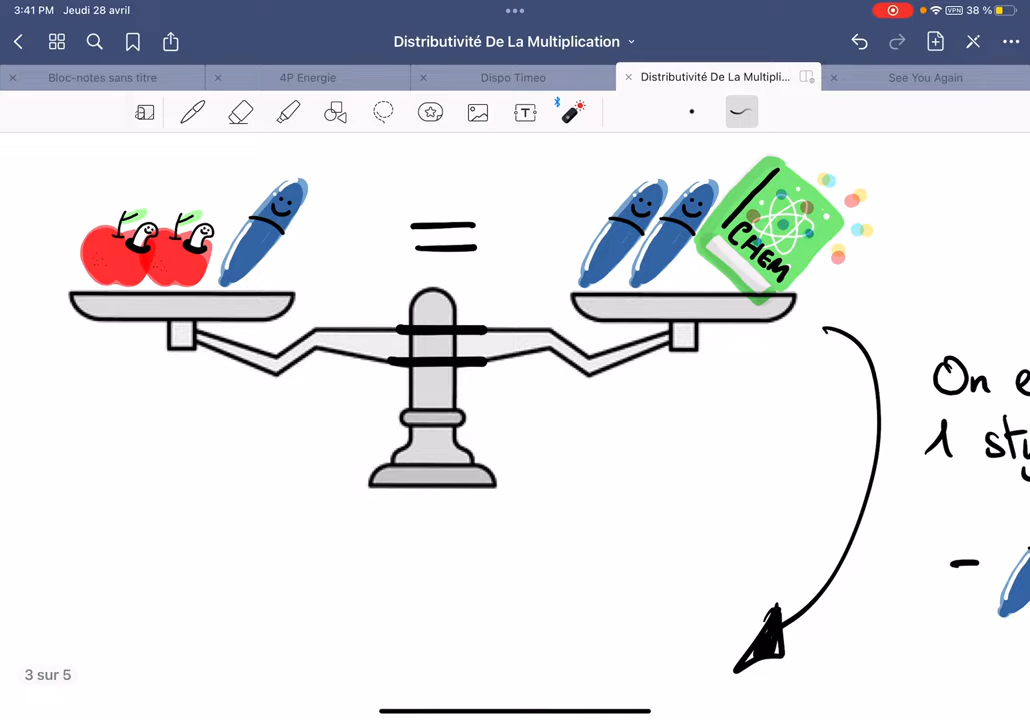 3:41 PM Jeudi 28 avril
VPN 38 %
Distributivité De La Multiplication
Bloc-notes sans titre
4P Energie
Dispo Timeo
Distributivité De La Multipli...
See You Again
T
=
CHEM
On
1
-
3 sur 5